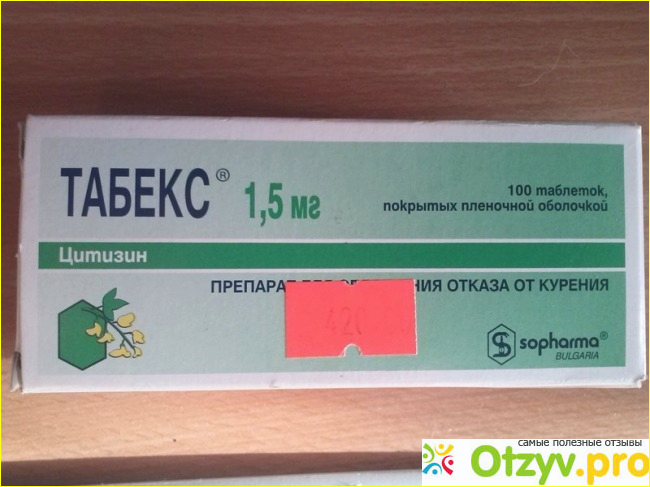 ТАБЕКС®
1,5 мг
100 таблеток,
покрытых пленочной оболочкой
Цитизин
ПРЕПАРАТ ОТКАЗА ОТ КУРЕНИЯ
420
sopharma®
BULGARIA
самые полезные отзывы
Otzyv.pro